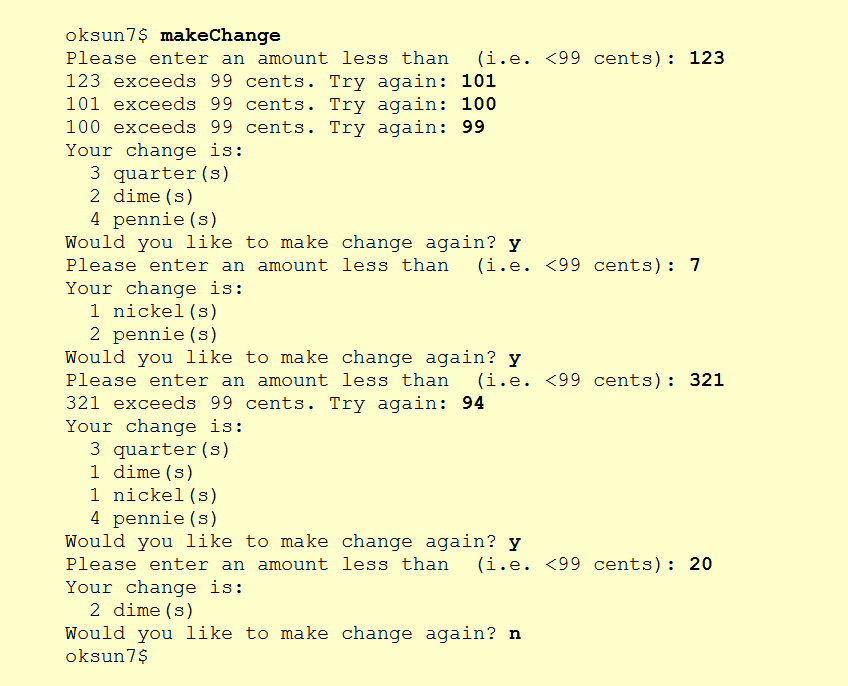 oksun7$ makeChange
Please enter an amount less than  (i.e. <99 cents): 123
123 exceeds 99 cents. Try again: 101
101 exceeds 99 cents. Try again: 100
100 exceeds 99 cents. Try again: 99
Your change is:
  3 quarter(s)
  2 dime(s)
  4 pennie(s)
Would you like to make change again? y
Please enter an amount less than  (i.e. <99 cents): 7
Your change is:
  1 nickel(s)
  2 pennie(s)
Would you like to make change again? y
Please enter an amount less than  (i.e. <99 cents): 321
321 exceeds 99 cents. Try again: 94
Your change is:
  3 quarter(s)
  1 dime(s)
  1 nickel(s)
  4 pennie(s)
Would you like to make change again? y
Please enter an amount less than  (i.e. <99 cents): 20
Your change is:
  2 dime(s)
Would you like to make change again? n
oksun7$